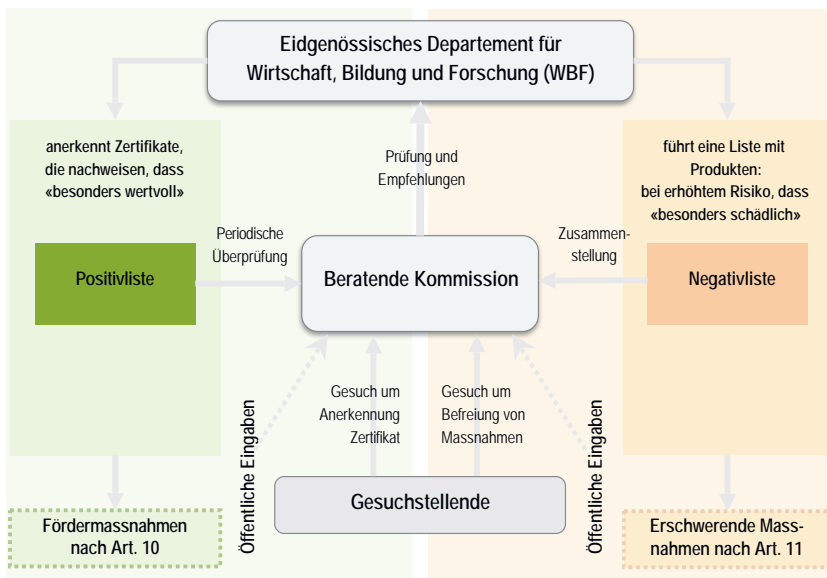 Eidgenössisches Departement für
Wirtschaft, Bildung und Forschung (WBF)
anerkennt Zertifikate,
die nachweisen, dass
«besonders wertvoll»
Prüfung und
Empfehlungen
führt eine Liste mit
Produkten:
bei erhöhtem Risiko, dass
«besonders schädlich»
Periodische
Überprüfung
Zusammen-
stellung
Positivliste
Beratende Kommission
Negativliste
Öffentliche Eingaben
Gesuch um
Anerkennung
Zertifikat
Gesuch um
Befreiung von
Massnahmen
Öffentliche Eingaben
Gesuchstellende
Fördermassnahmen
nach Art. 10
Erschwerende Mass-
nahmen nach Art. 11